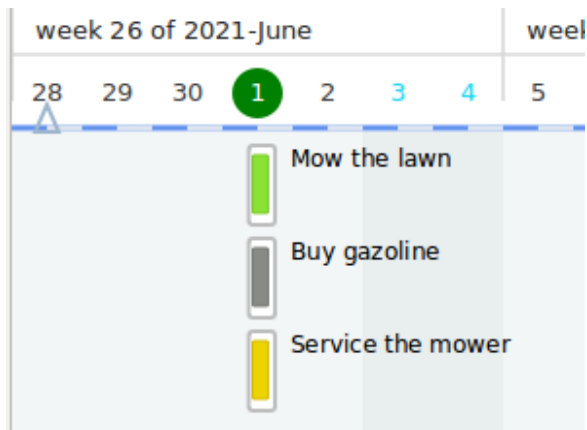 week 26 of 2021-June week
28 29 30 1 2 3 4 5
Mow the lawn
Buy gazoline
Service the mower